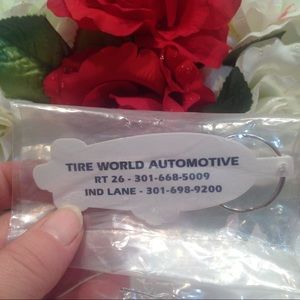 TIRE WORLD AUTOMOTIVE
RT 26 - 301-668-5009
IND LANE - 301-698-9200